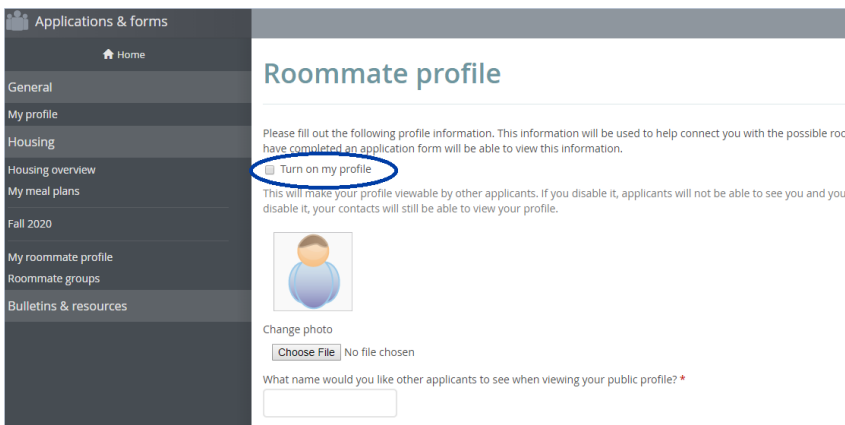 Applications & forms
Home
General
My profile
Housing
Housing overview
My meal plans
Fall 2020
My roommate profile
Roommate groups
Bulletins & resources
Roommate profile
Please fill out the following profile information. This information will be used to help connect you with the possible roo
have completed an application form will be able to view this information.
Turn on my profile
This will make your profile viewable by other applicants. If you disable it, applicants will not be able to see you and you
disable it, your contacts will still be able to view your profile.
Change photo
Choose File No file chosen
What name would you like other applicants to see when viewing your public profile? *